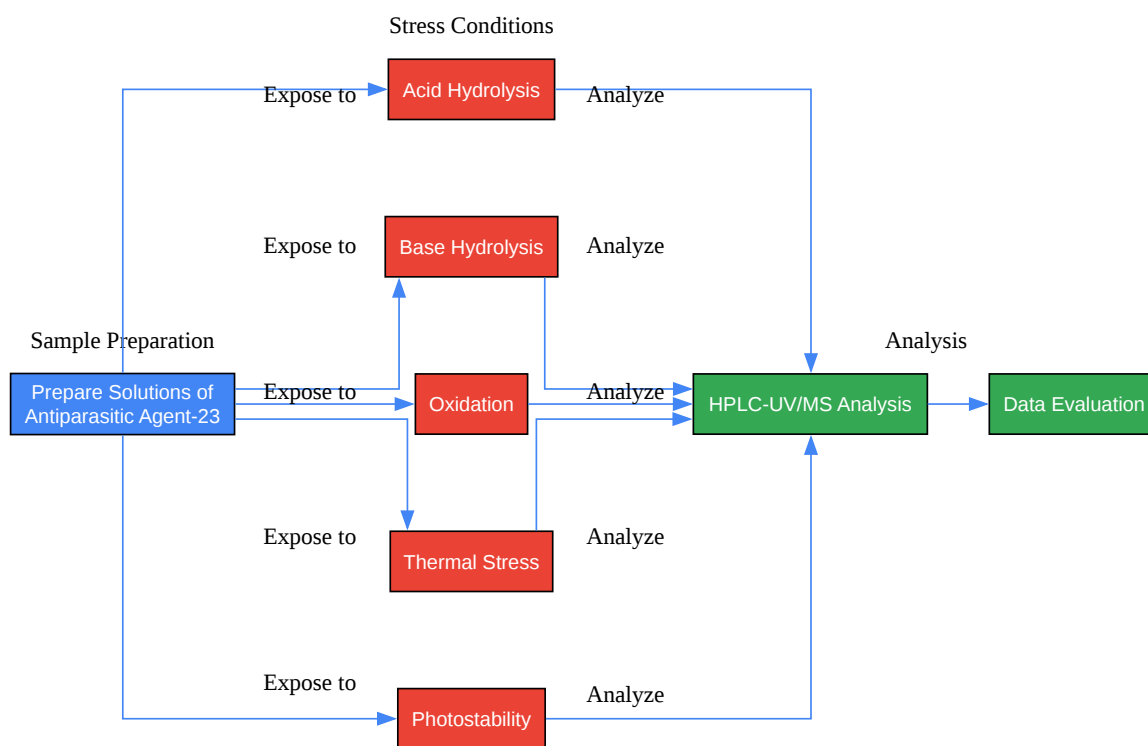 Stress Conditions
Expose to
Acid Hydrolysis
Analyze
Expose to
Base Hydrolysis
Analyze
Sample Preparation
Analysis
Prepare Solutions of
Antiparasitic Agent-23
Expose to
Oxidation
Analyze
HPLC-UV/MS Analysis
Data Evaluation
Expose to
Thermal Stress
Analyze
Expose to
Photostability
Analyze